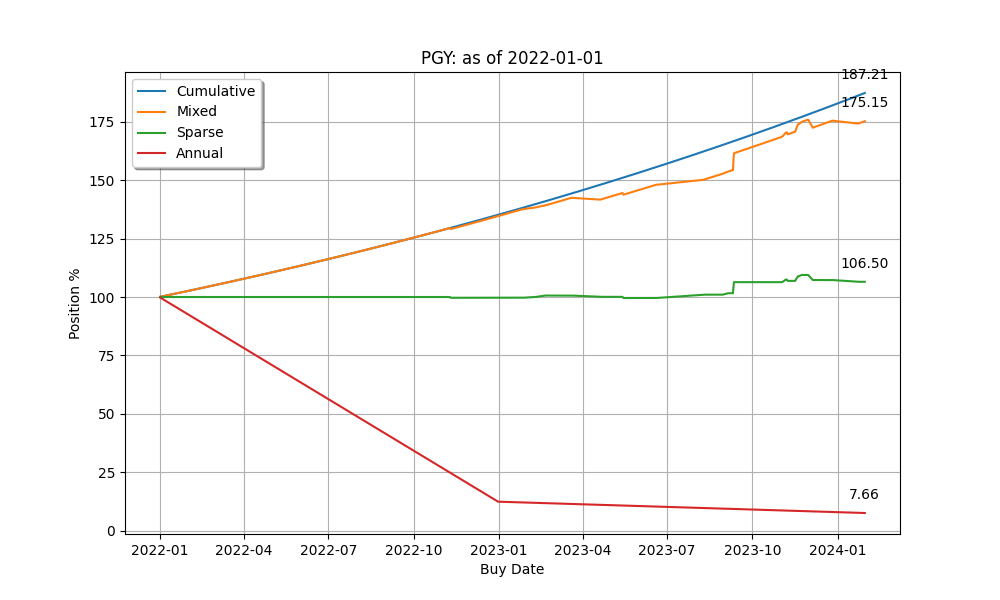 PGY: as of 2022-01-01
Cumulative
Mixed
Sparse
Annual
187.21
175.15
106.50
7.66
175
150
125
100
75
50
25
0
Position %
2022-01 2022-04 2022-07 2022-10 2023-01 2023-04 2023-07 2023-10 2024-01
Buy Date